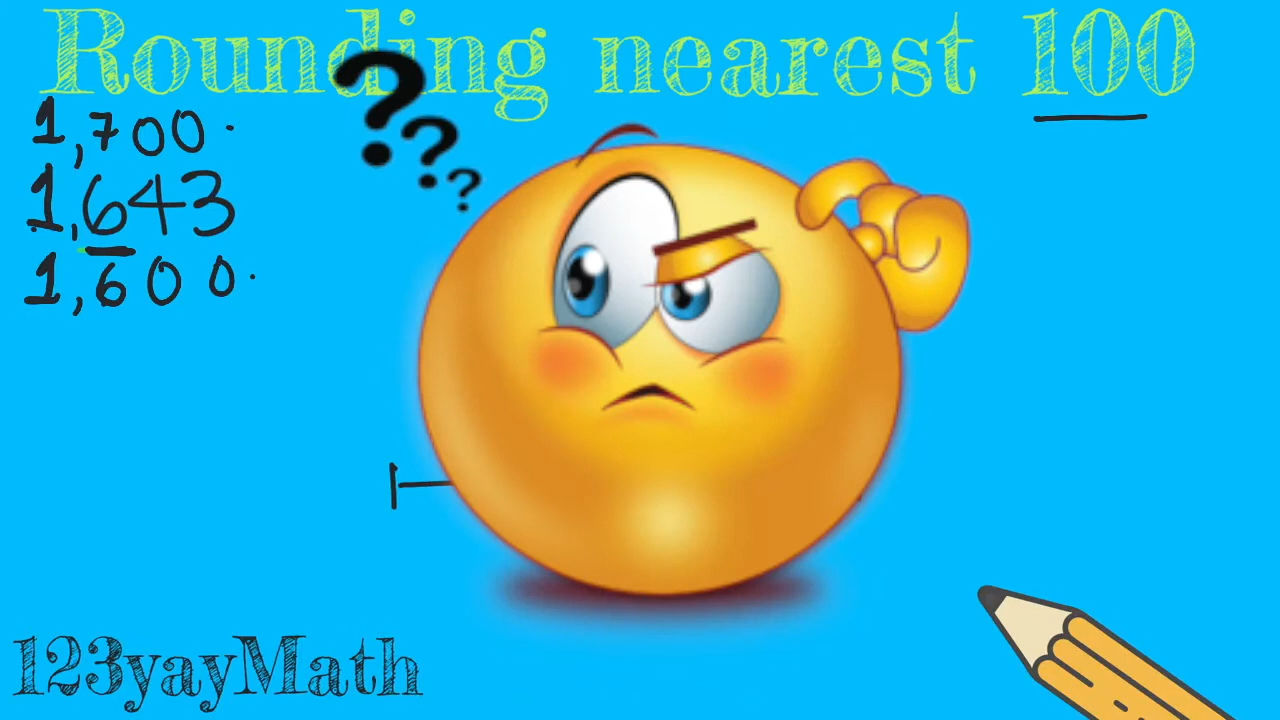 Rounding nearest 100
???
1,700.
1,643
1,600.
123yayMath